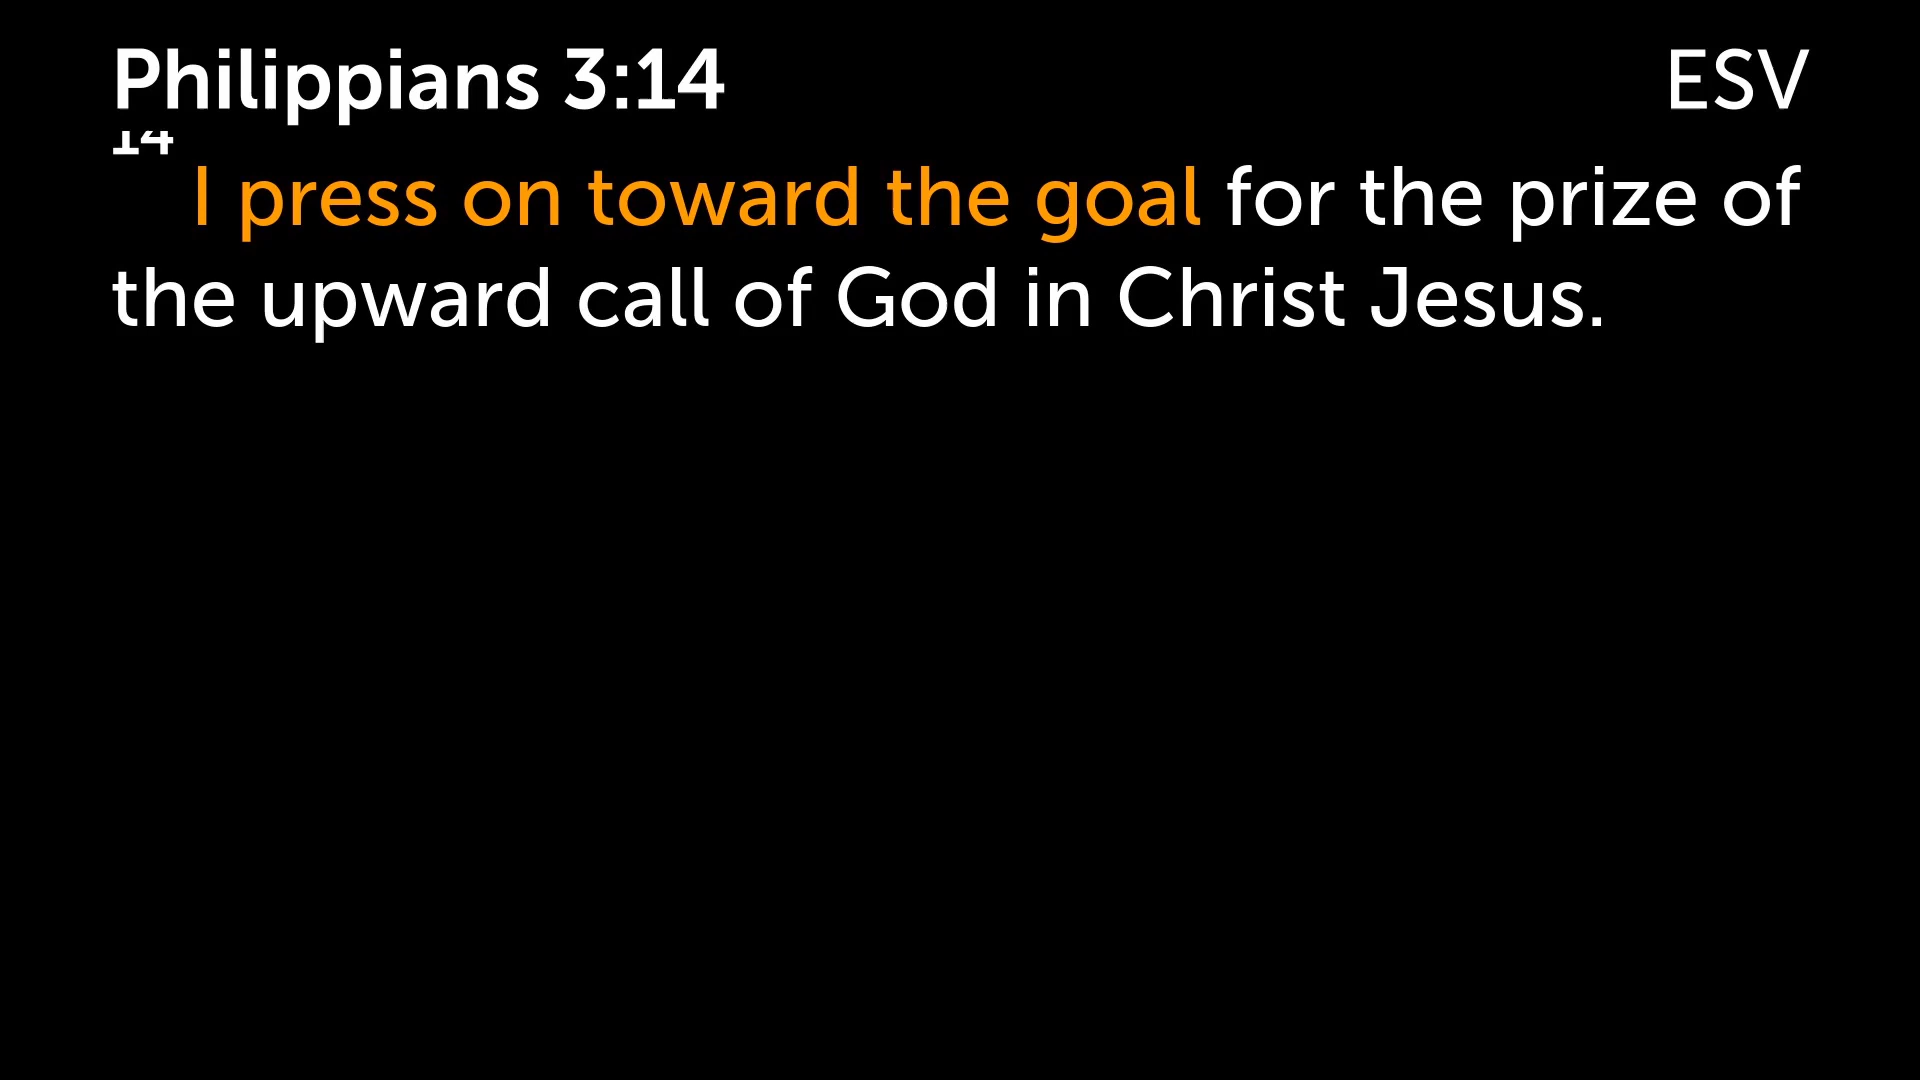 Philippians 3:14 ESV
14 I press on toward the goal for the prize of
the upward call of God in Christ Jesus.